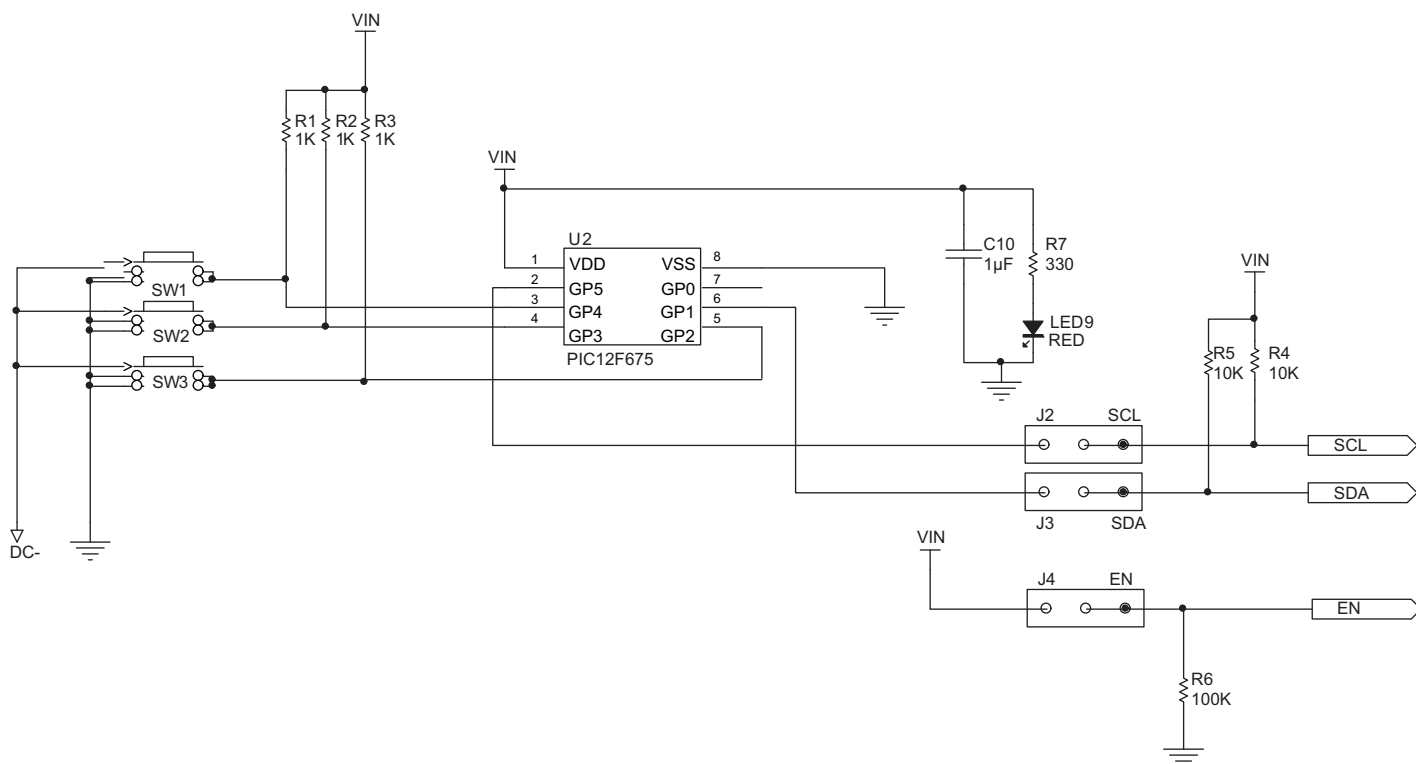 VIN
R1
1K
R2
1K
R3
1K
VIN
U2
1
VDD
VSS
8
2
GP5
GP0
7
3
GP4
GP1
6
4
GP3
GP2
5
PIC12F675
SW1
SW2
SW3
DC-
C10
1µF
R7
330
LED9
RED
VIN
R5
10K
R4
10K
J2
SCL
SCL
SDA
J3
SDA
VIN
J4
EN
EN
R6
100K